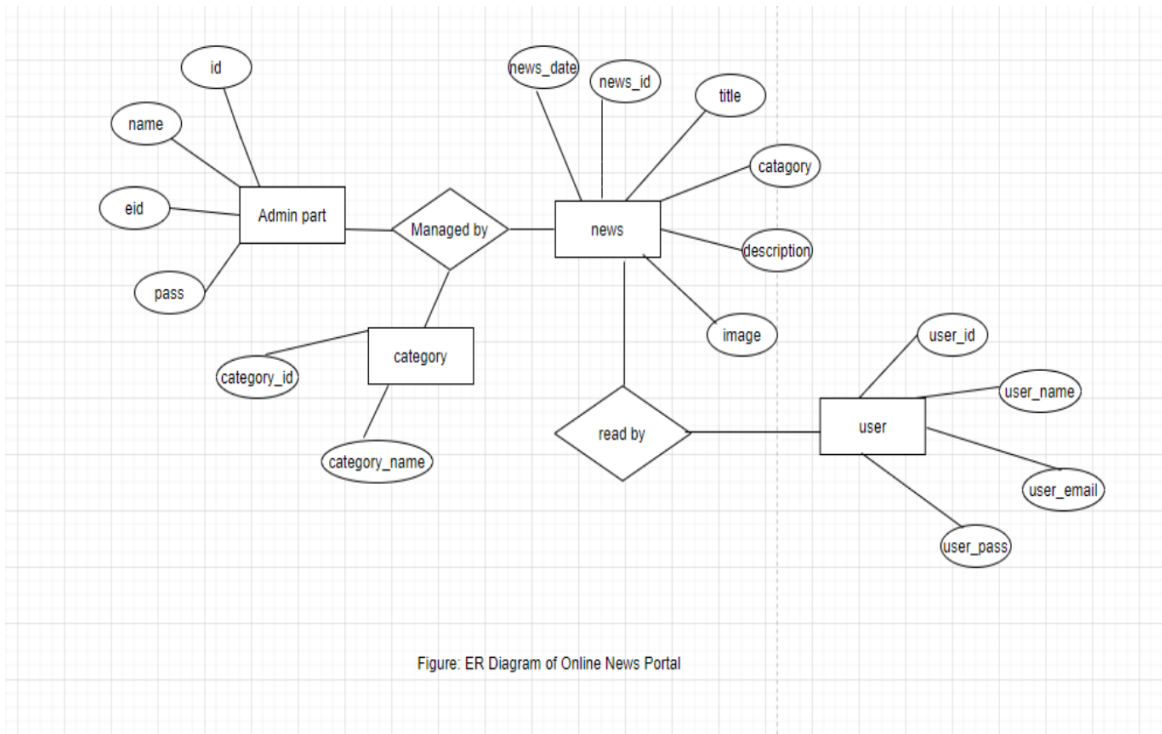 id
news_date
news_id
title
name
catagory
eid
Admin part
Managed by
news
description
pass
image
user_id
category
category_id
user_name
read by
user
category_name
user_email
user_pass
Figure: ER Diagram of Online News Portal